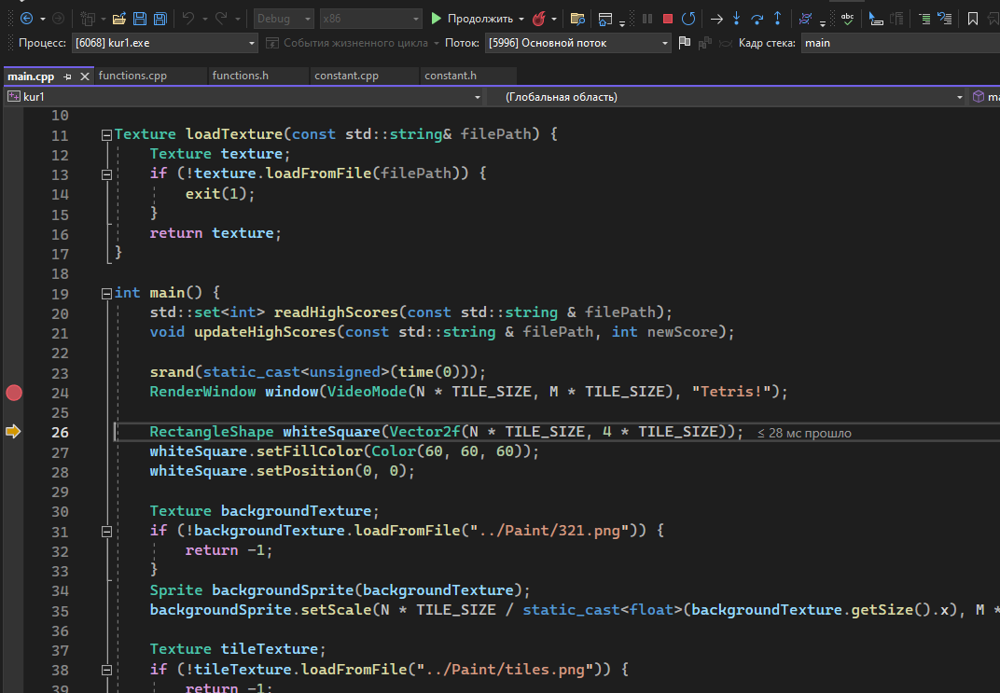 Debug x86 Продолжить
Процесс: [6068] kur1.exe События жизненного цикла Поток: [5996] Основной поток Кадр стека: main
main.cpp functions.cpp functions.h constant.cpp constant.h
kur1 (Глобальная область) ma
10
11 Texture loadTexture(const std::string& filePath) {
12 Texture texture;
13 if (!texture.loadFromFile(filePath)) {
14 exit(1);
15 }
16 return texture;
17 }
18
19 int main() {
20 std::set<int> readHighScores(const std::string & filePath);
21 void updateHighScores(const std::string & filePath, int newScore);
22
23 srand(static_cast<unsigned>(time(0)));
24 RenderWindow window(VideoMode(N * TILE_SIZE, M * TILE_SIZE), "Tetris!");
25
26 RectangleShape whiteSquare(Vector2f(N * TILE_SIZE, 4 * TILE_SIZE)); ≤ 28 мс прошло
27 whiteSquare.setFillColor(Color(60, 60, 60));
28 whiteSquare.setPosition(0, 0);
29
30 Texture backgroundTexture;
31 if (!backgroundTexture.loadFromFile("../Paint/321.png")) {
32 return -1;
33 }
34 Sprite backgroundSprite(backgroundTexture);
35 backgroundSprite.setScale(N * TILE_SIZE / static_cast<float>(backgroundTexture.getSize().x), M *
36
37 Texture tileTexture;
38 if (!tileTexture.loadFromFile("../Paint/tiles.png")) {
39 return -1;